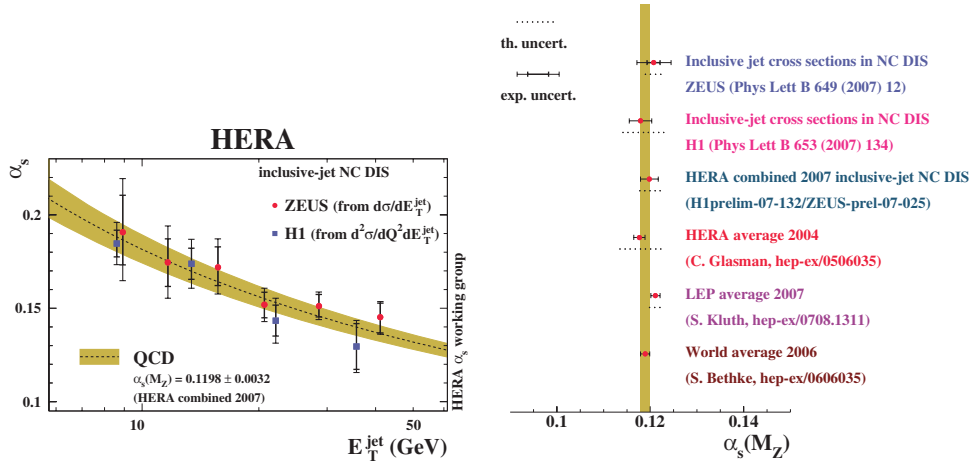 HERA
α_s
inclusive-jet NC DIS
ZEUS (from dσ/dE_T^jet)
H1 (from d²σ/dQ²dE_T^jet)
0.2
0.15
0.1
QCD
α_s(M_Z) = 0.1198 ± 0.0032
(HERA combined 2007)
HERA α_s working group
10
50
E_T^jet (GeV)
th. uncert.
exp. uncert.
Inclusive jet cross sections in NC DIS
ZEUS (Phys Lett B 649 (2007) 12)
Inclusive-jet cross sections in NC DIS
H1 (Phys Lett B 653 (2007) 134)
HERA combined 2007 inclusive-jet NC DIS
(H1prelim-07-132/ZEUS-prel-07-025)
HERA average 2004
(C. Glasman, hep-ex/0506035)
LEP average 2007
(S. Kluth, hep-ex/0708.1311)
World average 2006
(S. Bethke, hep-ex/0606035)
0.1
0.12
0.14
α_s(M_Z)